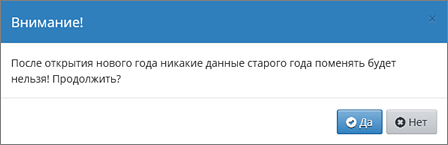 Внимание!
После открытия нового года никакие данные старого года поменять будет
нельзя! Продолжить?
Да
Нет